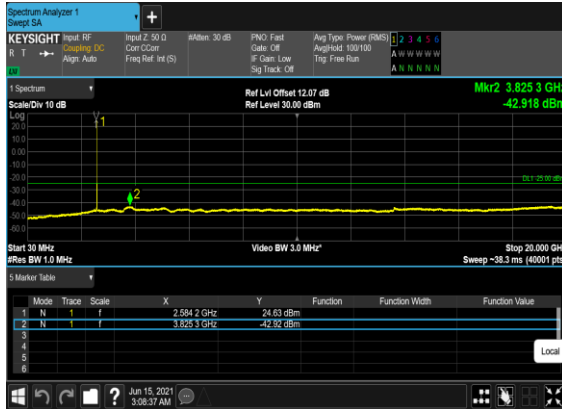 Spectrum Analyzer 1
Swept SA
+
KEYSIGHT
R T
LU
Input: RF
Coupling: DC
Align: Auto
Input Z: 50 Ω
Corr CCorr
Freq Ref: Int (S)
#Atten: 30 dB
PNO: Fast
Gate: Off
IF Gain: Low
Sig Track: Off
Avg Type: Power (RMS)
Avg|Hold: 100/100
Trig: Free Run
1 2 3 4 5 6
A W W W W W
A N N N N N
1 Spectrum
Scale/Div 10 dB
Ref Lvl Offset 12.07 dB
Ref Level 30.00 dBm
Mkr2 3.825 3 GHz
-42.918 dBm
Log
20.0
10.0
0.00
-10.0
-20.0
-30.0
-40.0
-50.0
-60.0
1
2
DL1 -25.00 dBm
Start 30 MHz
#Res BW 1.0 MHz
Video BW 3.0 MHz*
Stop 20.000 GHz
Sweep ~38.3 ms (40001 pts)
5 Marker Table
Mode Trace Scale X Y Function Function Width Function Value
1 N 1 f 2.584 2 GHz 24.63 dBm
2 N 1 f 3.825 3 GHz -42.92 dBm
3
4
5
6
Local
?
Jun 15, 2021
3:08:37 AM